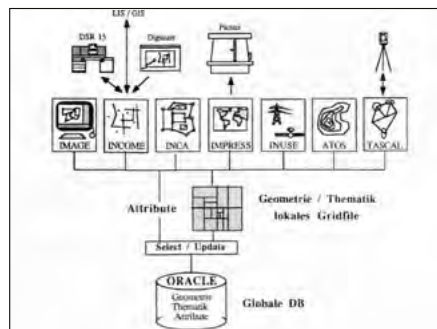 LIS / GIS
DSR 15 Digitizer Pictus
IMAGE INCOME INCA IMPRESS INUSE ATOS TASCAL
Attribute
Geometrie / Thematik
lokales Gridfile
Select / Update
ORACLE
Geometrie
Thematik
Attribute
Globale DB